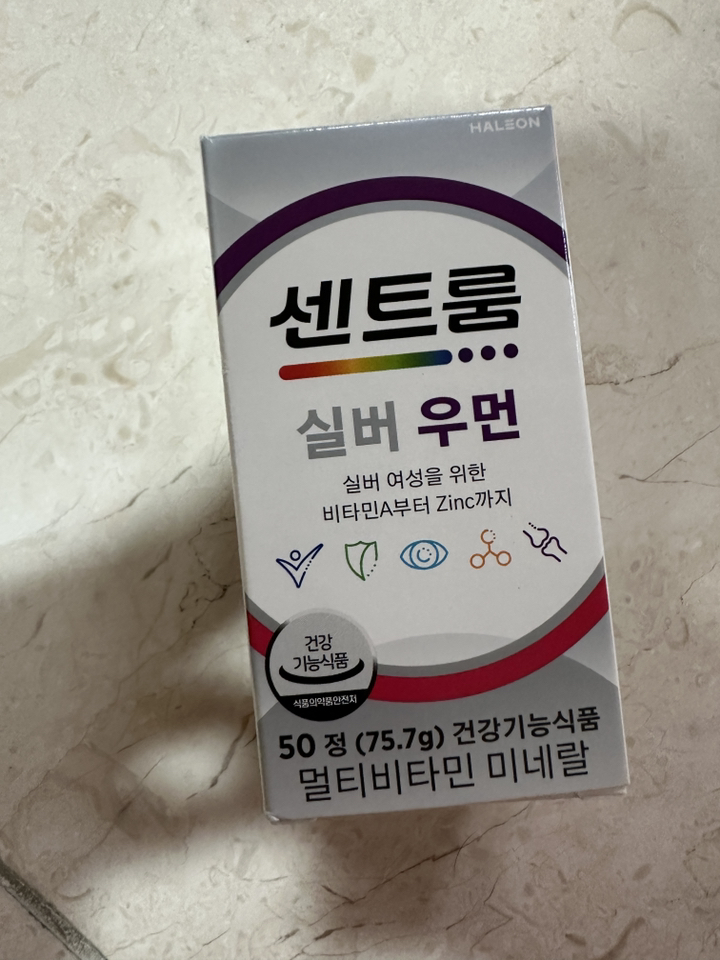 HALEON
센트룸
실버 우먼
실버 여성을 위한
비타민A부터 Zinc까지
건강
기능식품
식품의약품안전처
50 정 (75.7g) 건강기능식품
멀티비타민 미네랄